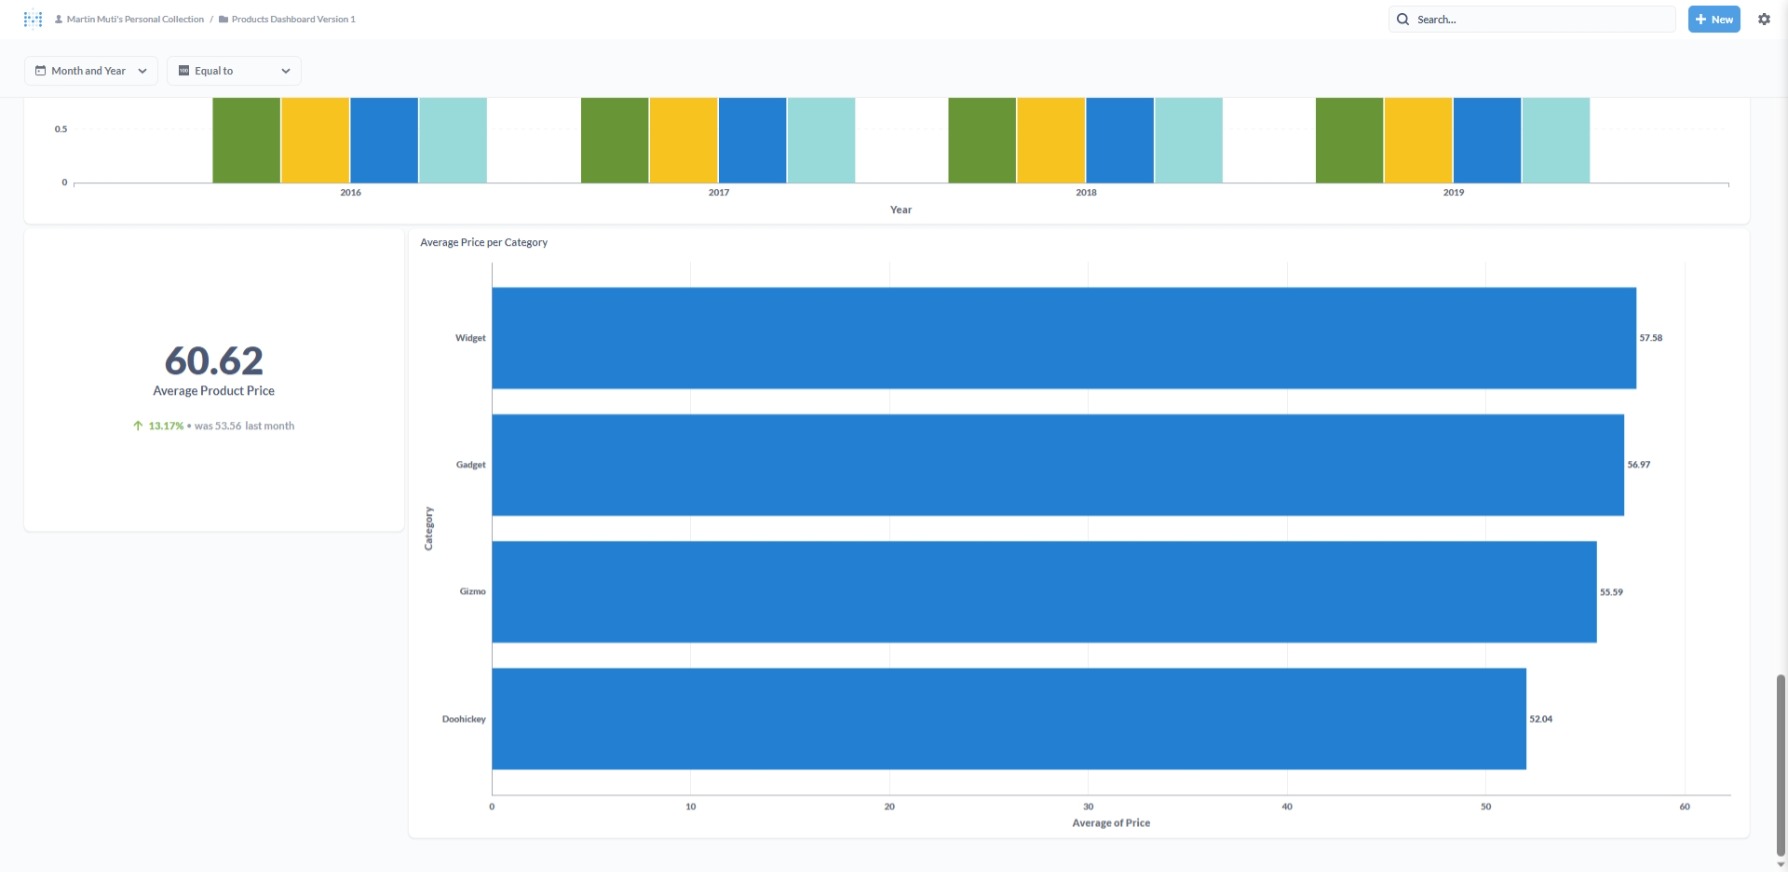 Martin Muti's Personal Collection / Products Dashboard Version 1
Search...
New
Month and Year
Equal to
0.5
0
2016 2017 2018 2019
Year
60.62
Average Product Price
13.17% • was 53.56 last month
Average Price per Category
Category
Widget 57.58
Gadget 56.97
Gizmo 55.59
Doohickey 52.04
0 10 20 30 40 50 60
Average of Price